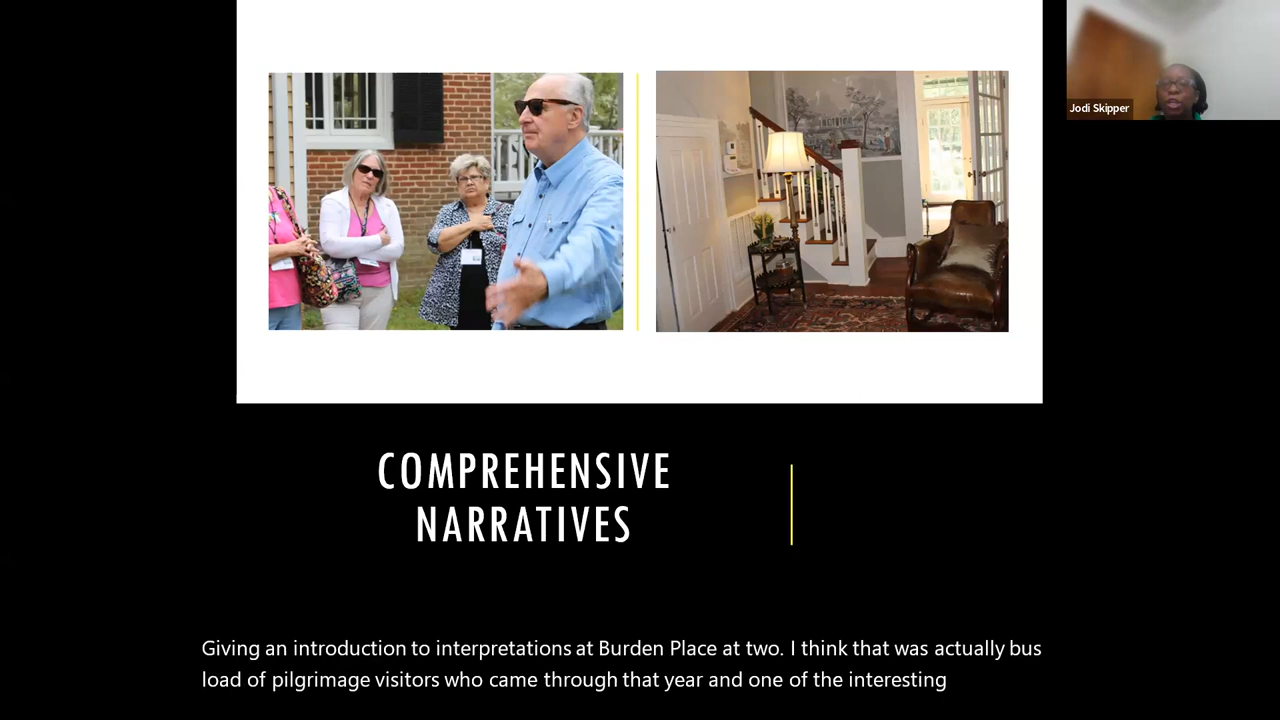 Jodi Skipper
COMPREHENSIVE
NARRATIVES
Giving an introduction to interpretations at Burden Place at two. I think that was actually bus
load of pilgrimage visitors who came through that year and one of the interesting